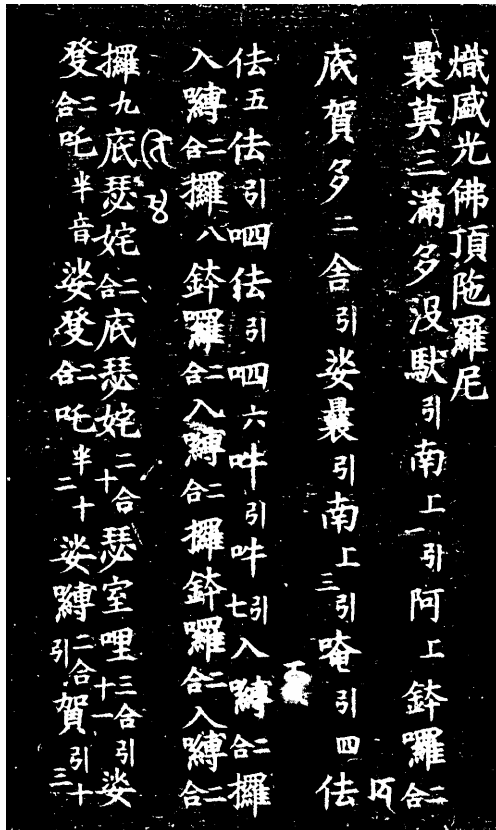 熾盛光佛頂陁羅尼
曩莫三滿多沒馱引南上一引阿上鉢囉二合
底賀多二舍引娑曩引南上三引唵引四佉
佉五佉引呬佉引呬六吽引吽七引入嚩二合攞
入嚩二合攞八鉢囉二合入嚩二合攞鉢囉二合入嚩二合
攞九底瑟姹二合底瑟姹二合十瑟室哩三合十一引娑
癹二合吒半音娑癹二合吒半十二娑嚩二合引賀引十三